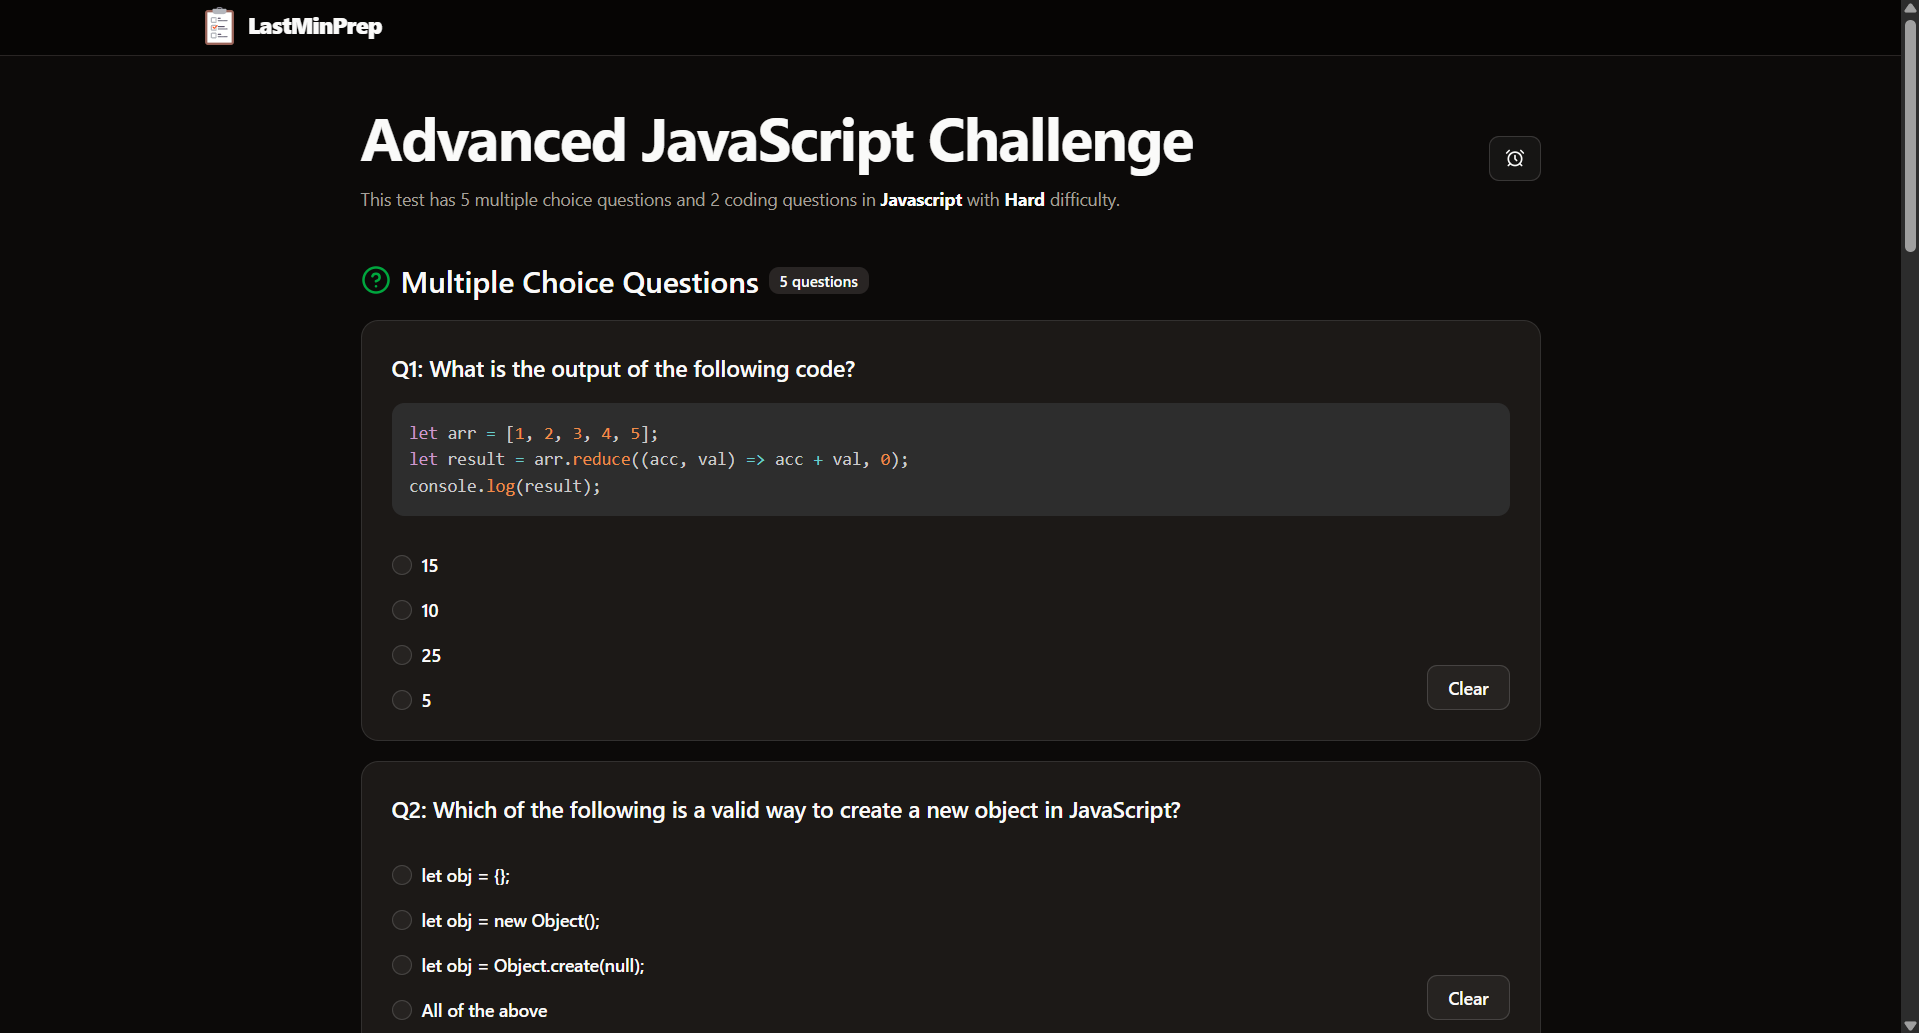 LastMinPrep
Advanced JavaScript Challenge
This test has 5 multiple choice questions and 2 coding questions in Javascript with Hard difficulty.
Multiple Choice Questions 5 questions
Q1: What is the output of the following code?
let arr = [1, 2, 3, 4, 5];
let result = arr.reduce((acc, val) => acc + val, 0);
console.log(result);
15
10
25
5
Clear
Q2: Which of the following is a valid way to create a new object in JavaScript?
let obj = {};
let obj = new Object();
let obj = Object.create(null);
All of the above
Clear